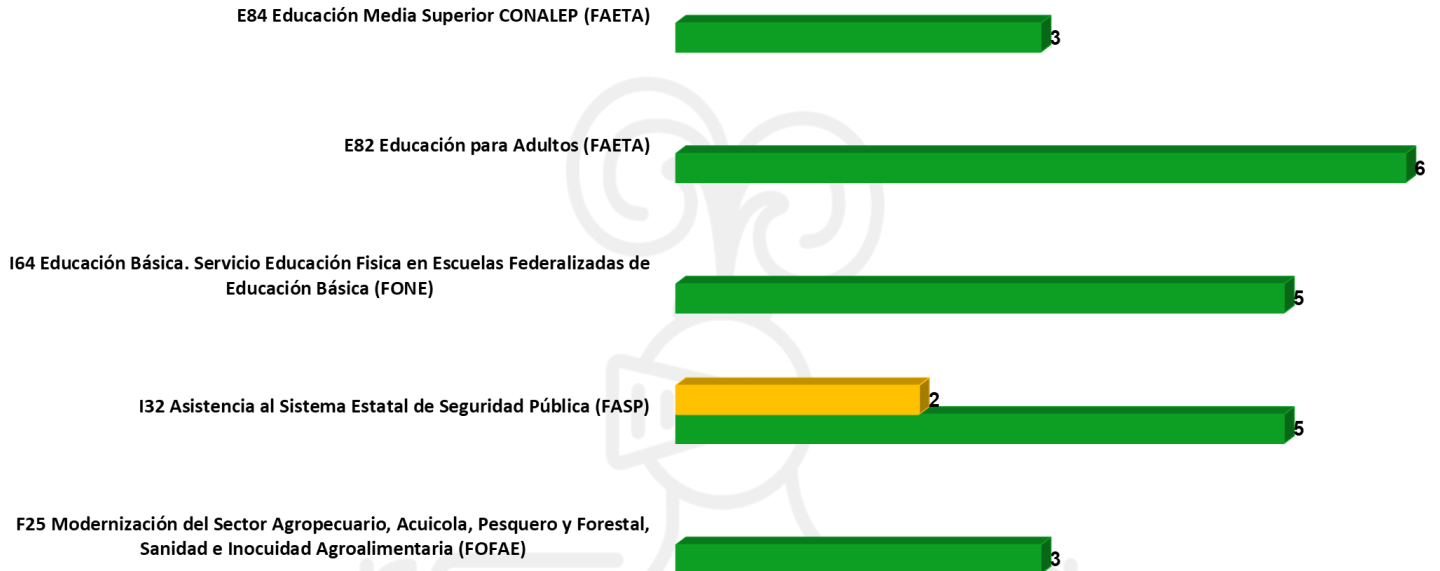 E84 Educación Media Superior CONALEP (FAETA)
3
E82 Educación para Adultos (FAETA)
6
I64 Educación Básica. Servicio Educación Fisica en Escuelas Federalizadas de
Educación Básica (FONE)
5
2
I32 Asistencia al Sistema Estatal de Seguridad Pública (FASP)
5
F25 Modernización del Sector Agropecuario, Acuicola, Pesquero y Forestal,
Sanidad e Inocuidad Agroalimentaria (FOFAE)
3